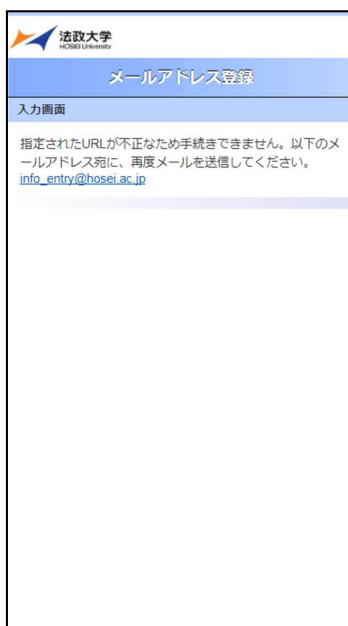 法政大学
HOSEI University
メールアドレス登録
入力画面
指定されたURLが不正なため手続きできません。以下のメ
ールアドレス宛に、再度メールを送信してください。
info_entry@hosei.ac.jp